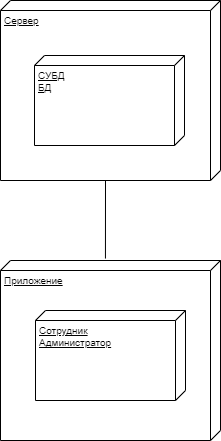 Сервер
СУБД
БД
Приложение
Сотрудник
Администратор